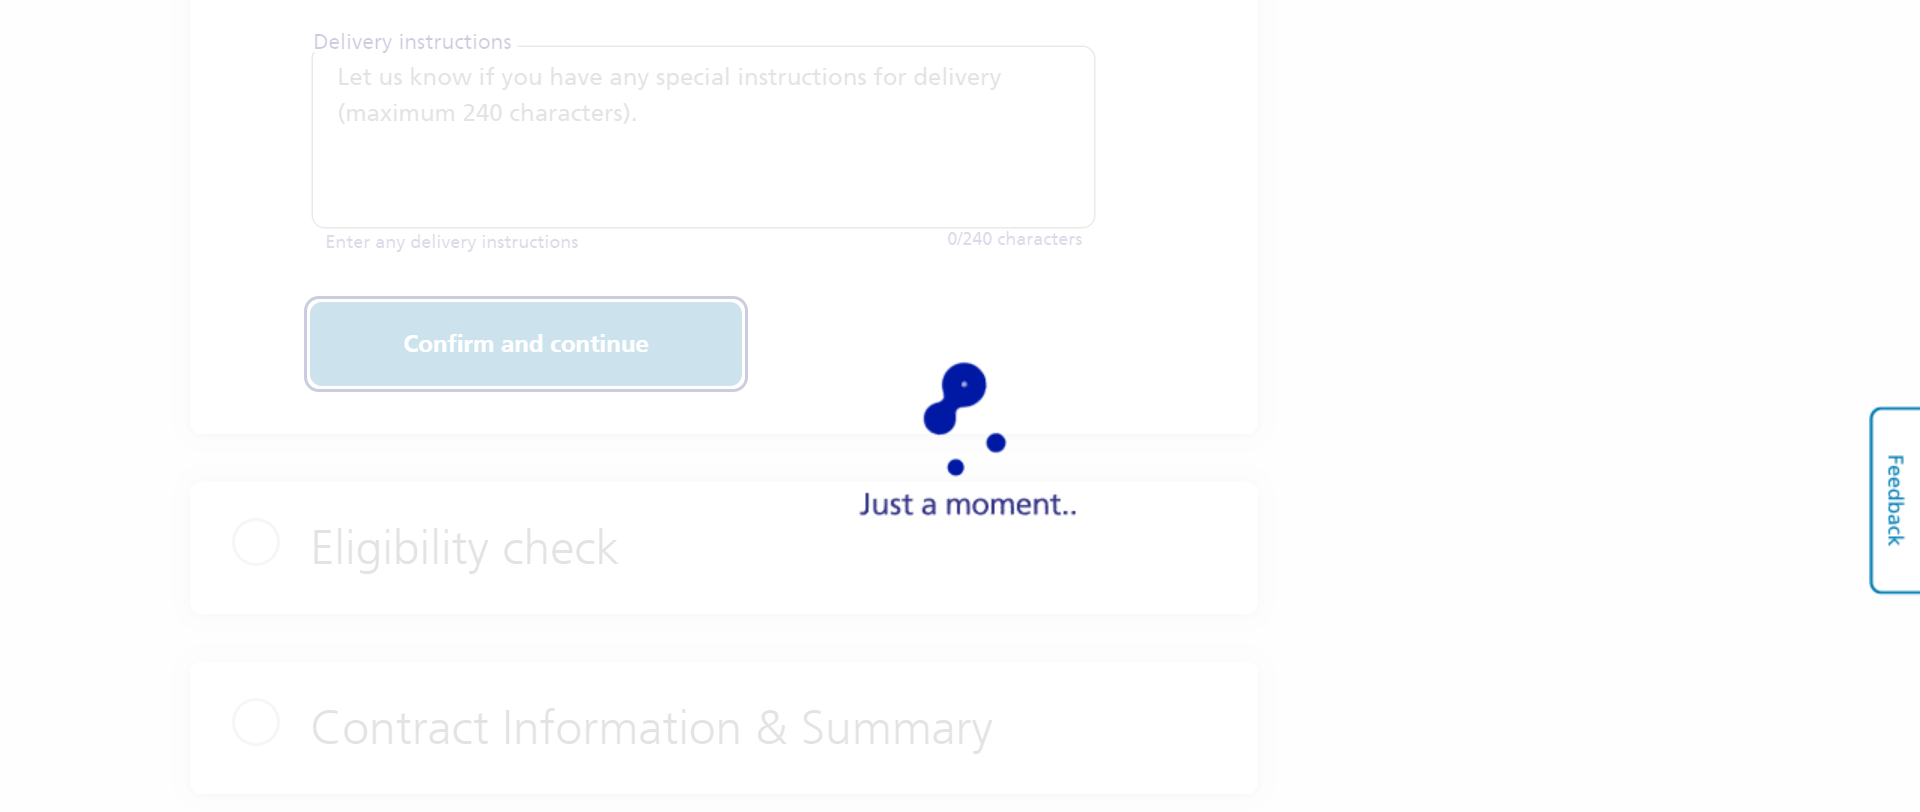 Delivery instructions
Let us know if you have any special instructions for delivery
(maximum 240 characters).
Enter any delivery instructions
0/240 characters
Confirm and continue
Just a moment..
Feedback
Eligibility check
Contract Information & Summary